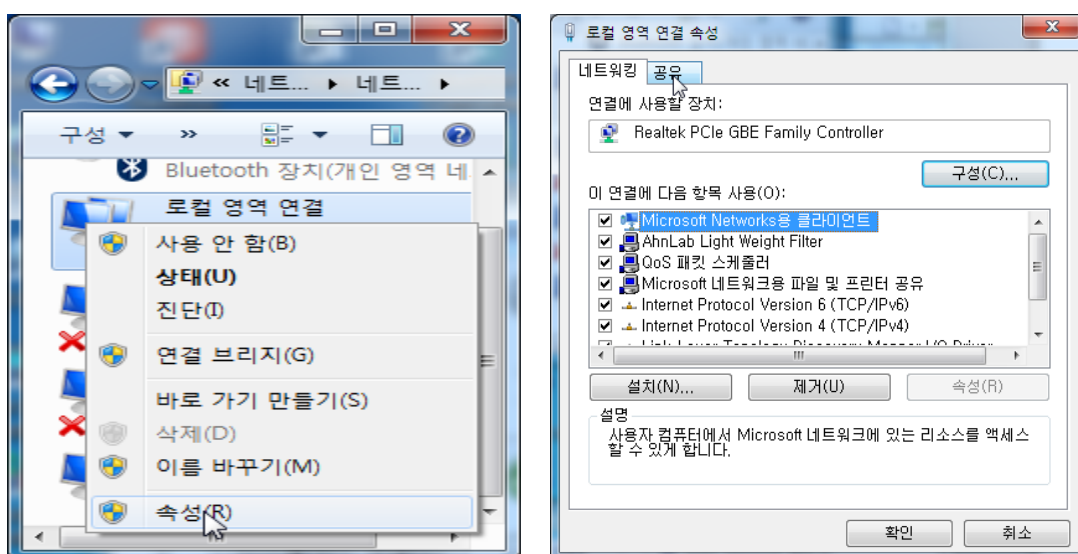 « 네트... ▸ 네트... ▸
구성 ▼ »
Bluetooth 장치(개인 영역 네
로컬 영역 연결
사용 안 함(B)
상태(U)
진단(I)
연결 브리지(G)
바로 가기 만들기(S)
삭제(D)
이름 바꾸기(M)
속성(R)
로컬 영역 연결 속성
네트워킹 공유
연결에 사용할 장치:
Realtek PCIe GBE Family Controller
구성(C)...
이 연결에 다음 항목 사용(O):
Microsoft Networks용 클라이언트
AhnLab Light Weight Filter
QoS 패킷 스케줄러
Microsoft 네트워크용 파일 및 프린터 공유
Internet Protocol Version 6 (TCP/IPv6)
Internet Protocol Version 4 (TCP/IPv4)
Link-Layer Topology Discovery Mapper I/O Driver
설치(N)... 제거(U) 속성(R)
설명
사용자 컴퓨터에서 Microsoft 네트워크에 있는 리소스를 액세스
할 수 있게 합니다.
확인 취소